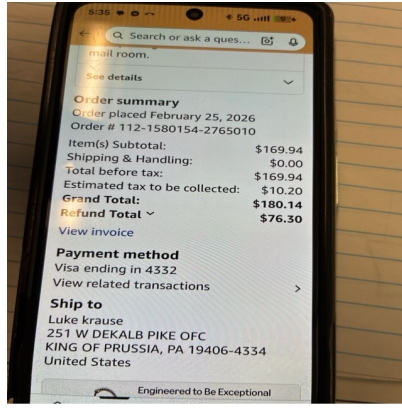 5:35
5G
Search or ask a ques...
mail room.
See details
Order summary
Order placed February 25, 2026
Order # 112-1580154-2765010
Item(s) Subtotal: $169.94
Shipping & Handling: $0.00
Total before tax: $169.94
Estimated tax to be collected: $10.20
Grand Total: $180.14
Refund Total $76.30
View invoice
Payment method
Visa ending in 4332
View related transactions
Ship to
Luke krause
251 W DEKALB PIKE OFC
KING OF PRUSSIA, PA 19406-4334
United States
Engineered to Be Exceptional